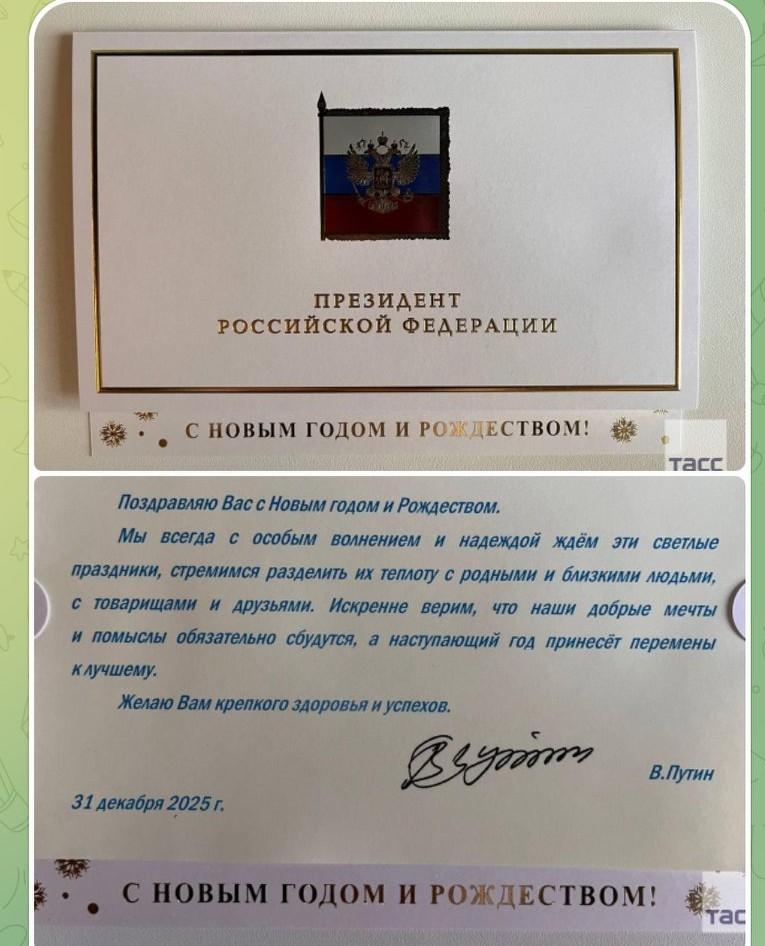 ПРЕЗИДЕНТ
РОССИЙСКОЙ ФЕДЕРАЦИИ
С НОВЫМ ГОДОМ И РОЖДЕСТВОМ!
ТАСС
Поздравляю Вас с Новым годом и Рождеством.
Мы всегда с особым волнением и надеждой ждём эти светлые
праздники, стремимся разделить их теплоту с родными и близкими людьми,
с товарищами и друзьями. Искренне верим, что наши добрые мечты
и помыслы обязательно сбудутся, а наступающий год принесёт перемены
к лучшему.
Желаю Вам крепкого здоровья и успехов.
В.Путин
31 декабря 2025 г.
С НОВЫМ ГОДОМ И РОЖДЕСТВОМ!
ТАС